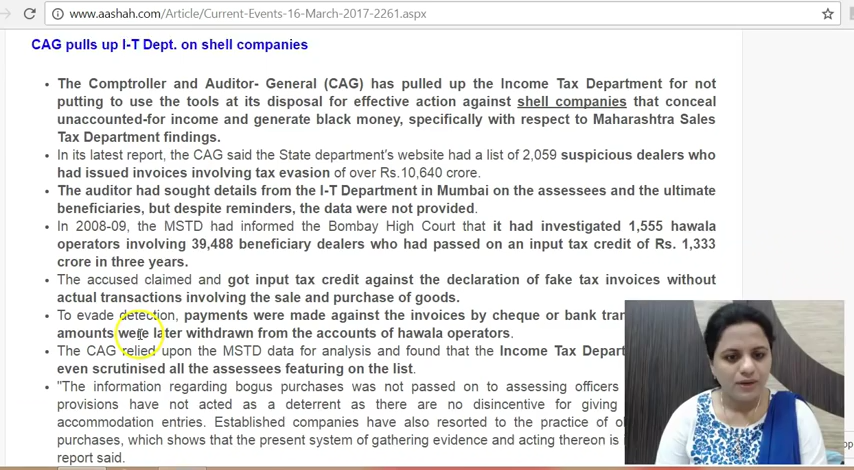 www.aashah.com/Article/Current-Events-16-March-2017-2261.aspx
CAG pulls up I-T Dept. on shell companies
• The Comptroller and Auditor- General (CAG) has pulled up the Income Tax Department for not
putting to use the tools at its disposal for effective action against shell companies that conceal
unaccounted-for income and generate black money, specifically with respect to Maharashtra Sales
Tax Department findings.
• In its latest report, the CAG said the State department's website had a list of 2,059 suspicious dealers who
had issued invoices involving tax evasion of over Rs.10,640 crore.
• The auditor had sought details from the I-T Department in Mumbai on the assessees and the ultimate
beneficiaries, but despite reminders, the data were not provided.
• In 2008-09, the MSTD had informed the Bombay High Court that it had investigated 1,555 hawala
operators involving 39,488 beneficiary dealers who had passed on an input tax credit of Rs. 1,333
crore in three years.
• The accused claimed and got input tax credit against the declaration of fake tax invoices without
actual transactions involving the sale and purchase of goods.
• To evade detection, payments were made against the invoices by cheque or bank
amounts were later withdrawn from the accounts of hawala operators.
• The CAG relied upon the MSTD data for analysis and found that the Income Tax
even scrutinised all the assessees featuring on the list.
• "The information regarding bogus purchases was not passed on to assessing officers
provisions have not acted as a deterrent as there are no disincentive for giving
accommodation entries. Established companies have also resorted to the practice of
purchases, which shows that the present system of gathering evidence and acting thereon is
report said.